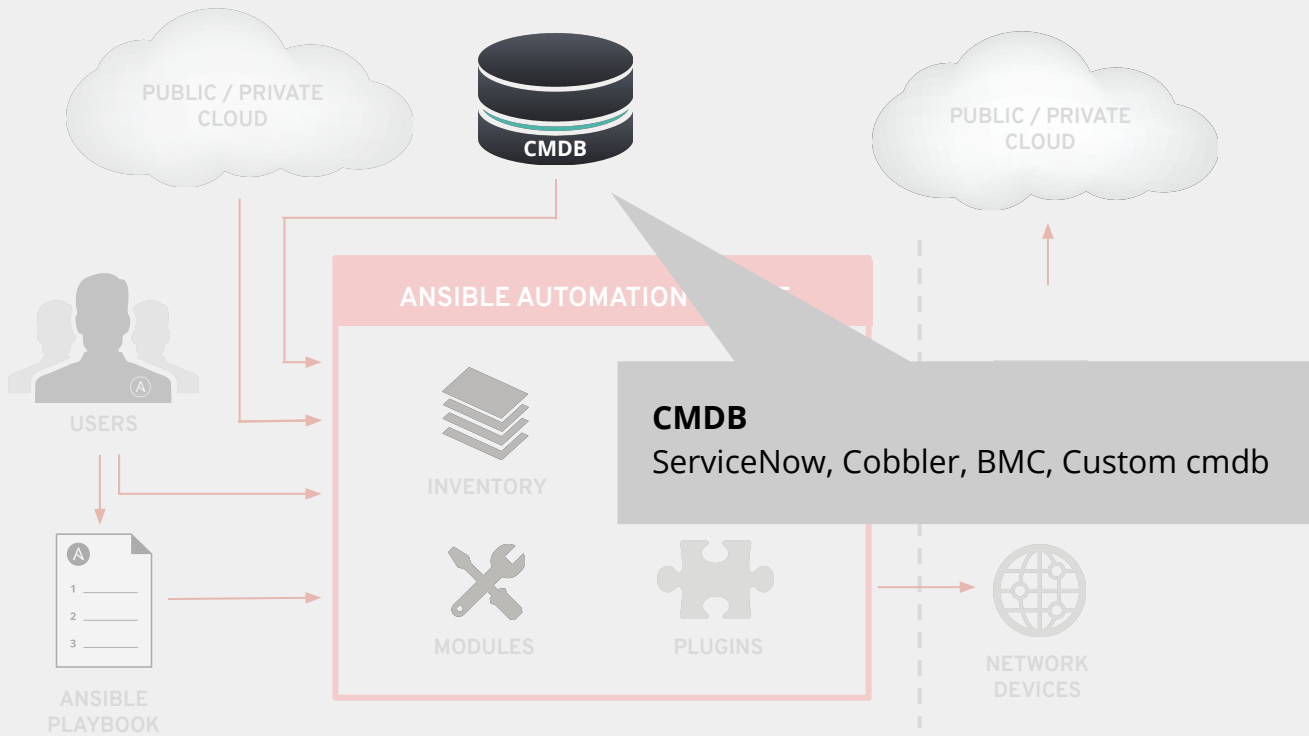 PUBLIC / PRIVATE
CLOUD
CMDB
PUBLIC / PRIVATE
CLOUD
ANSIBLE AUTOMATION
USERS
INVENTORY
CMDB
ServiceNow, Cobbler, BMC, Custom cmdb
1
2
3
MODULES
PLUGINS
NETWORK
DEVICES
ANSIBLE
PLAYBOOK